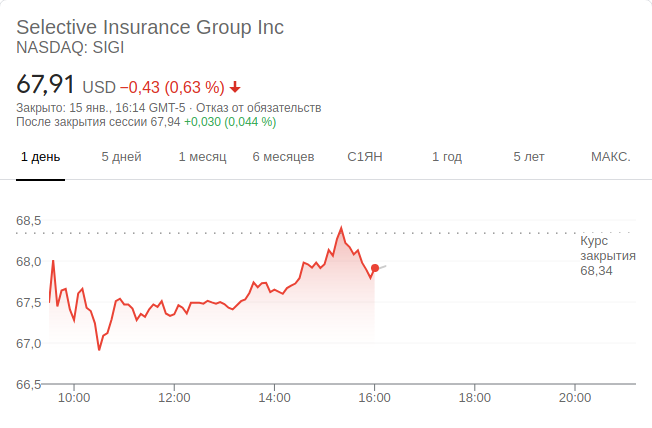 Selective Insurance Group Inc
NASDAQ: SIGI
67,91 USD −0,43 (0,63 %)
Закрыто: 15 янв., 16:14 GMT-5 · Отказ от обязательств
После закрытия сессии 67,94 +0,030 (0,044 %)
1 день 5 дней 1 месяц 6 месяцев С1ЯН 1 год 5 лет МАКС.
68,5
Курс
закрытия
68,34
68,0
67,5
67,0
66,5
10:00 12:00 14:00 16:00 18:00 20:00